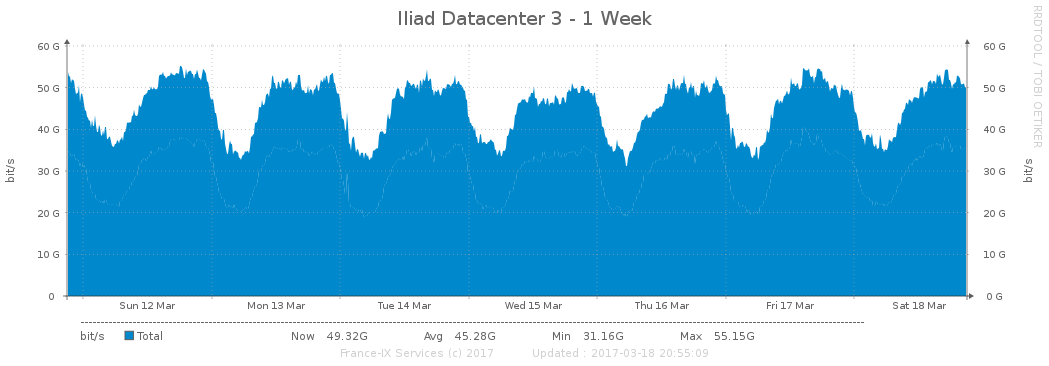 Iliad Datacenter 3 - 1 Week
RRDTOOL / TOBI OETIKER
60 G 60 G
50 G 50 G
40 G 40 G
30 G 30 G
20 G 20 G
10 G 10 G
0 0 G
bit/s bit/s
Sun 12 Mar Mon 13 Mar Tue 14 Mar Wed 15 Mar Thu 16 Mar Fri 17 Mar Sat 18 Mar
bit/s Total Now 49.32G Avg 45.28G Min 31.16G Max 55.15G
France-IX Services (c) 2017 Updated : 2017-03-18 20:55:09